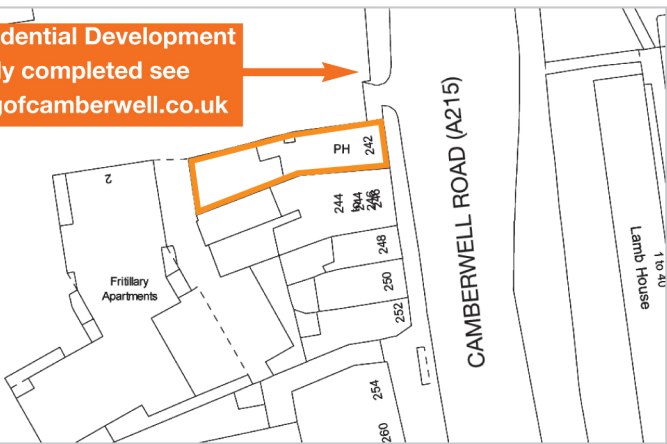 dential Development
ly completed see
gofcamberwell.co.uk
PH
242
244
248
250
252
254
260
2
Fritillary
Apartments
CAMBERWELL ROAD (A215)
1 to 40
Lamb House